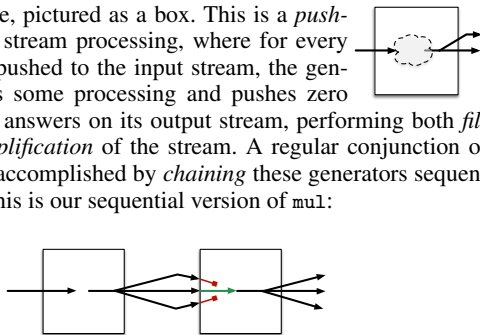 e, pictured as a box. This is a push-
stream processing, where for every
pushed to the input stream, the gen-
s some processing and pushes zero
answers on its output stream, performing both fil
plification of the stream. A regular conjunction o
accomplished by chaining these generators sequen
his is our sequential version of mul: